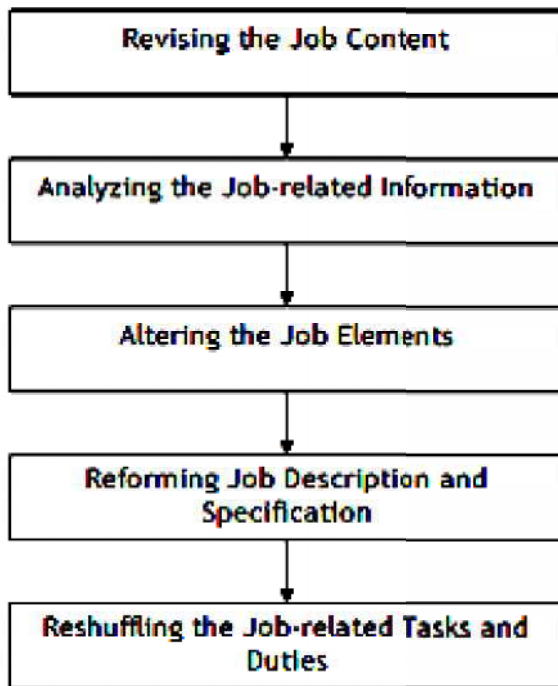 Revising the Job Content
Analyzing the Job-related Information
Altering the Job Elements
Reforming Job Description and
Specification
Reshuffling the Job-related Tasks and
Duties